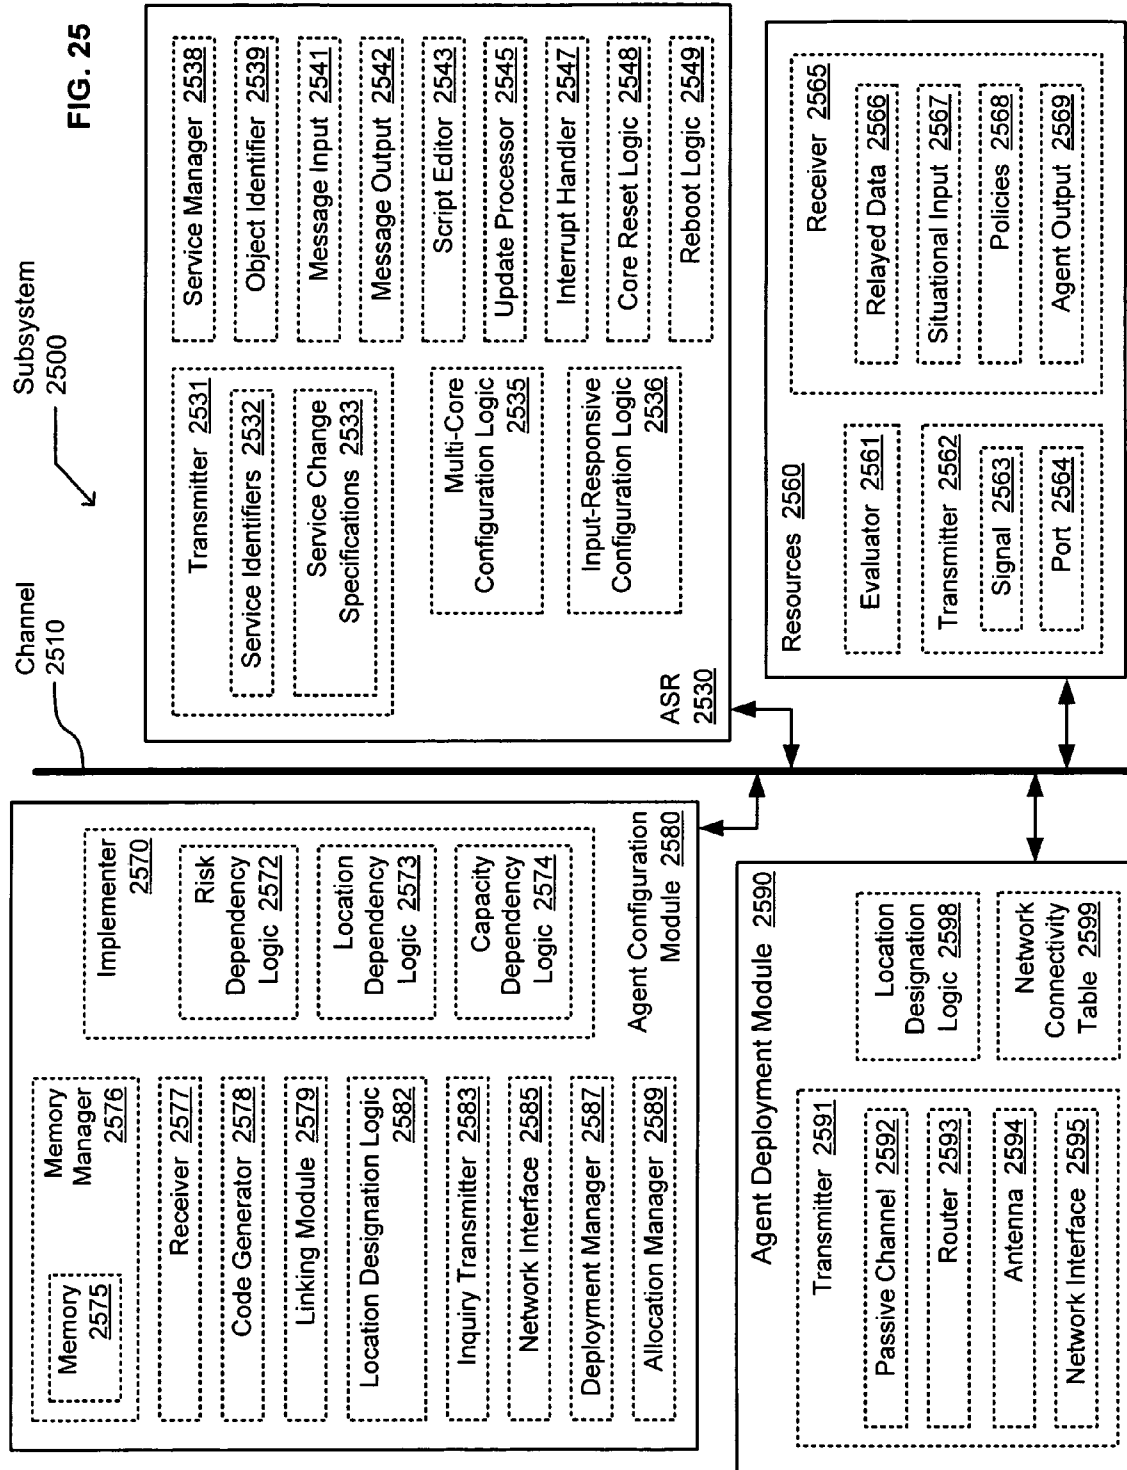 FIG. 25
Subsystem
2500
Channel
2510
Implementer
2570
Risk
Dependency
Logic 2572
Location
Dependency
Logic 2573
Capacity
Dependency
Logic 2574
Agent Configuration
Module 2580
Memory
Manager
2576
Memory
2575
Receiver 2577
Code Generator 2578
Linking Module 2579
Location Designation Logic
2582
Inquiry Transmitter 2583
Network Interface 2585
Deployment Manager 2587
Allocation Manager 2589
Transmitter 2531
Service Identifiers 2532
Service Change
Specifications 2533
Multi-Core
Configuration Logic
2535
Input-Responsive
Configuration Logic
2536
ASR
2530
Service Manager 2538
Object Identifier 2539
Message Input 2541
Message Output 2542
Script Editor 2543
Update Processor 2545
Interrupt Handler 2547
Core Reset Logic 2548
Reboot Logic 2549
Agent Deployment Module 2590
Transmitter 2591
Passive Channel 2592
Router 2593
Antenna 2594
Network Interface 2595
Location
Designation
Logic 2598
Network
Connectivity
Table 2599
Resources 2560
Evaluator 2561
Transmitter 2562
Signal 2563
Port 2564
Receiver 2565
Relayed Data 2566
Situational Input 2567
Policies 2568
Agent Output 2569